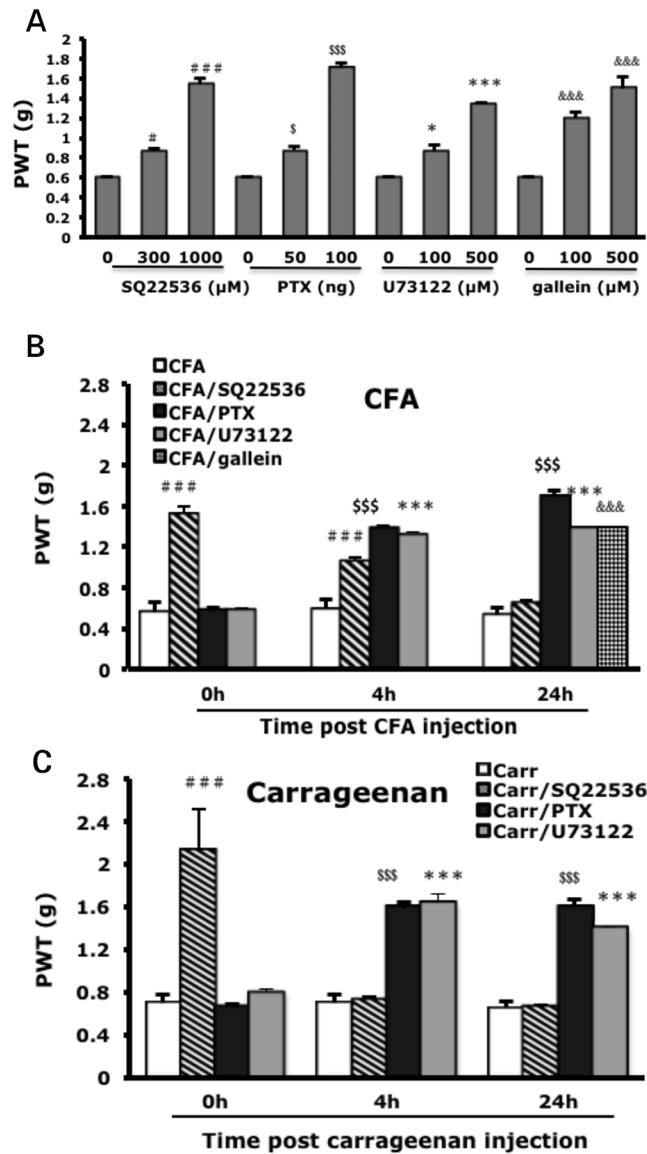 A
PWT (g)
2
1.8
1.6
1.4
1.2
1
0.8
0.6
0.4
0.2
0
# ### $ $$$ * *** &&& &&&
0 300 1000 0 50 100 0 100 500 0 100 500
SQ22536 (μM) PTX (ng) U73122 (μM) gallein (μM)
B
CFA
CFA/SQ22536
CFA/PTX
CFA/U73122
CFA/gallein
CFA
PWT (g)
2.8
2.4
2
1.6
1.2
0.8
0.4
0
### ### $$$ *** $$$ *** &&&
0h 4h 24h
Time post CFA injection
C
Carrageenan
Carr
Carr/SQ22536
Carr/PTX
Carr/U73122
PWT (g)
2.8
2.4
2
1.6
1.2
0.8
0.4
0
### $$$ *** $$$ ***
0h 4h 24h
Time post carrageenan injection